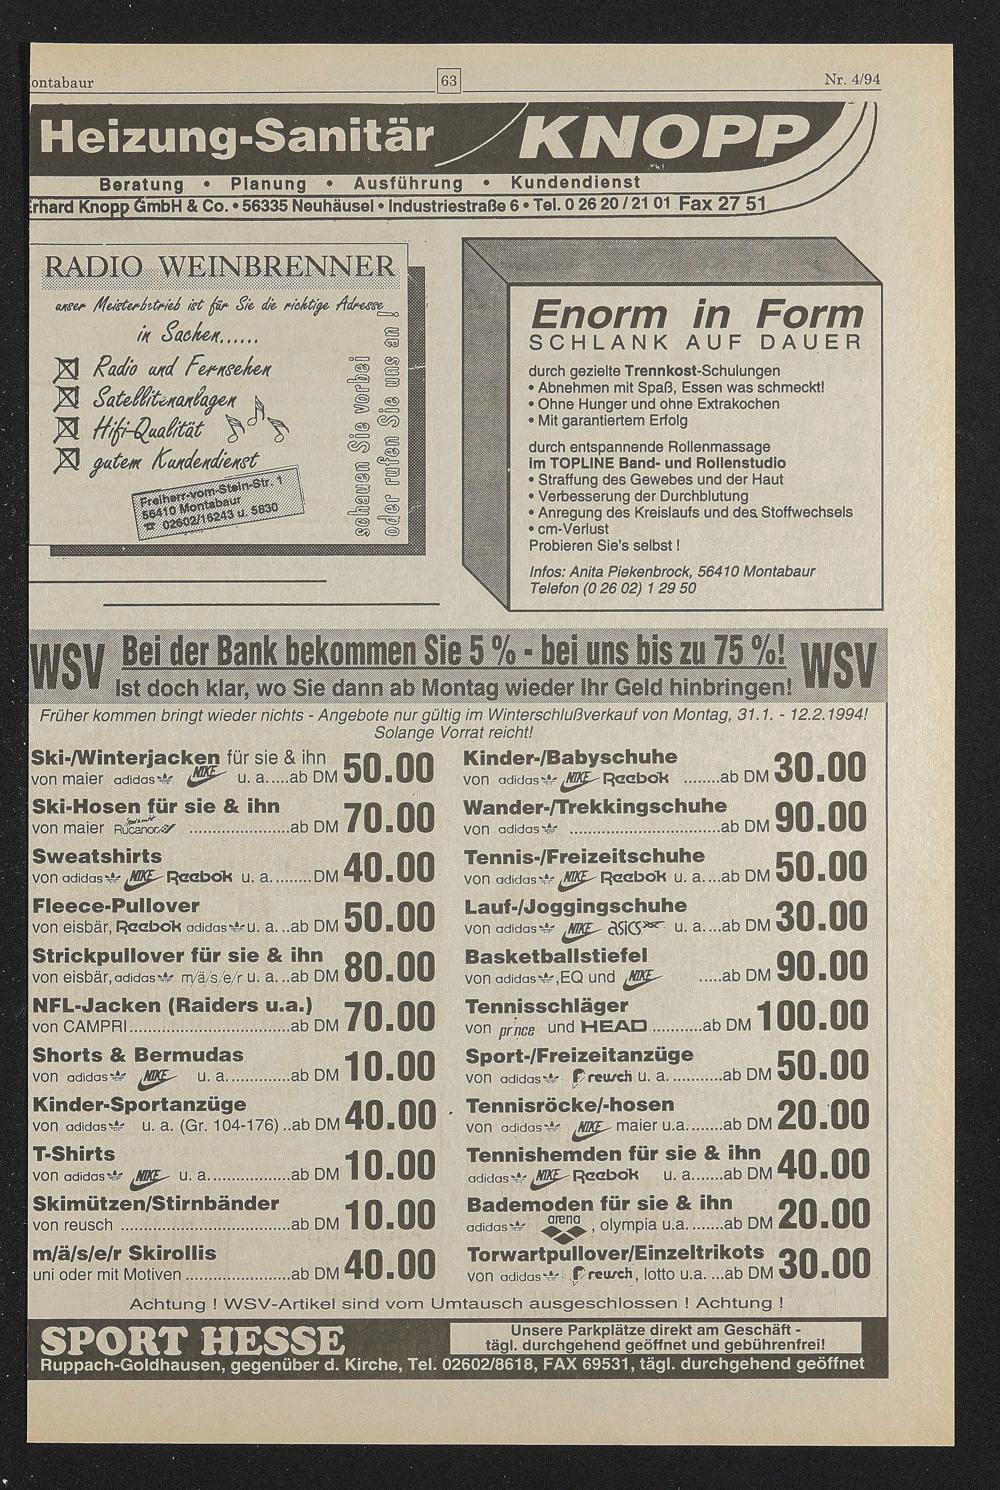 ontabaur
63
Nr. 4/94
Heizung-Sanitär KNOPP
Beratung • Planung • Ausführung • Kundendienst
rhard Knopp GmbH & Co. • 56335 Neuhäusel • Industriestraße 6 • Tel. 0 26 20 / 21 01 Fax 27 51
RADIO WEINBRENNER
unser Meisterbetrieb ist für Sie die richtige Adresse
in Sachen......
Radio und Fernsehen
Satellitenanlagen
Hifi-Qualität
gutem Kundendienst
schauen Sie vorbei
oder rufen Sie uns an !
Freiherr-vom-Stein-Str. 1
56410 Montabaur
☎ 02602/16243 u. 5830
Enorm in Form
SCHLANK AUF DAUER
durch gezielte Trennkost-Schulungen
• Abnehmen mit Spaß, Essen was schmeckt!
• Ohne Hunger und ohne Extrakochen
• Mit garantiertem Erfolg
durch entspannende Rollenmassage
im TOPLINE Band- und Rollenstudio
• Straffung des Gewebes und der Haut
• Verbesserung der Durchblutung
• Anregung des Kreislaufs und des Stoffwechsels
• cm-Verlust
Probieren Sie's selbst !
Infos: Anita Piekenbrock, 56410 Montabaur
Telefon (0 26 02) 1 29 50
WSV Bei der Bank bekommen Sie 5 % - bei uns bis zu 75 %! WSV
Ist doch klar, wo Sie dann ab Montag wieder Ihr Geld hinbringen!
Früher kommen bringt wieder nichts - Angebote nur gültig im Winterschlußverkauf von Montag, 31.1. - 12.2.1994!
Solange Vorrat reicht!
Ski-/Winterjacken für sie & ihn
von maier adidas NIKE u. a.....ab DM 50.00
Ski-Hosen für sie & ihn
von maier Rucanor ......................ab DM 70.00
Sweatshirts
von adidas NIKE Reebok u. a.........DM 40.00
Fleece-Pullover
von eisbär, Reebok adidas u. a...ab DM 50.00
Strickpullover für sie & ihn
von eisbär, adidas m/ä/s/e/r u. a...ab DM 80.00
NFL-Jacken (Raiders u.a.)
von CAMPRI...................................ab DM 70.00
Shorts & Bermudas
von adidas NIKE u. a.............ab DM 10.00
Kinder-Sportanzüge
von adidas u. a. (Gr. 104-176) ..ab DM 40.00
T-Shirts
von adidas NIKE u. a.................ab DM 10.00
Skimützen/Stirnbänder
von reusch .....................................ab DM 10.00
m/ä/s/e/r Skirollis
uni oder mit Motiven .......................ab DM 40.00
Kinder-/Babyschuhe
von adidas NIKE Reebok ........ab DM 30.00
Wander-/Trekkingschuhe
von adidas .................................ab DM 90.00
Tennis-/Freizeitschuhe
von adidas NIKE Reebok u. a....ab DM 50.00
Lauf-/Joggingschuhe
von adidas NIKE asics u. a....ab DM 30.00
Basketballstiefel
von adidas, EQ und NIKE .....ab DM 90.00
Tennisschläger
von prince und HEAD ...........ab DM 100.00
Sport-/Freizeitanzüge
von adidas reusch u. a............ab DM 50.00
Tennisröcke/-hosen
von adidas NIKE maier u.a........ab DM 20.00
Tennishemden für sie & ihn
adidas NIKE Reebok u. a.......ab DM 40.00
Bademoden für sie & ihn
adidas arena , olympia u.a........ab DM 20.00
Torwartpullover/Einzeltrikots
von adidas reusch, lotto u.a. ...ab DM 30.00
Achtung ! WSV-Artikel sind vom Umtausch ausgeschlossen ! Achtung !
SPORT HESSE
Unsere Parkplätze direkt am Geschäft -
tägl. durchgehend geöffnet und gebührenfrei!
Ruppach-Goldhausen, gegenüber d. Kirche, Tel. 02602/8618, FAX 69531, tägl. durchgehend geöffnet